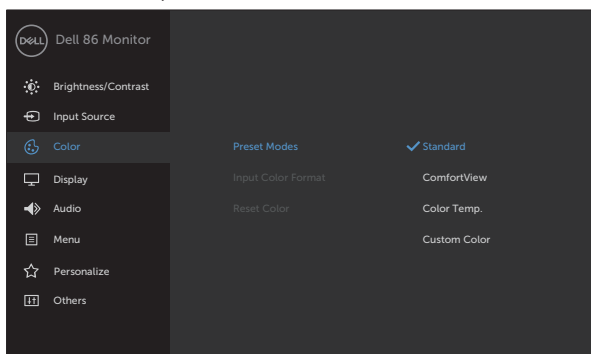 DELL Dell 86 Monitor
Brightness/Contrast
Input Source
Color Preset Modes Standard
Display Input Color Format ComfortView
Audio Reset Color Color Temp.
Menu Custom Color
Personalize
Others